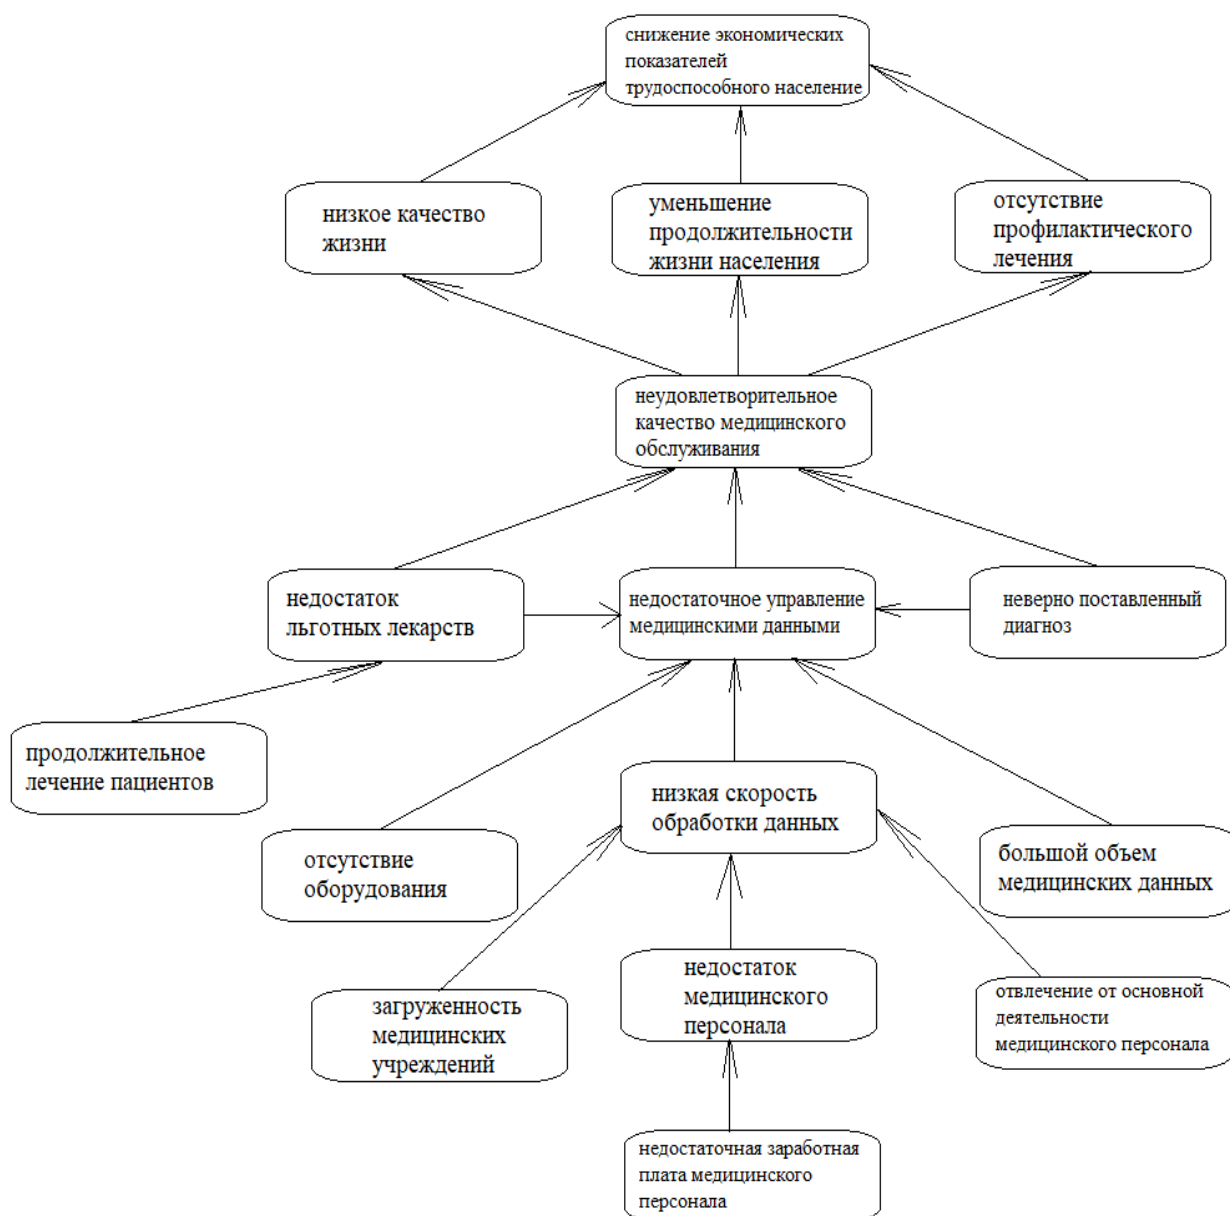 снижение экономических
показателей
трудоспособного население
низкое качество
жизни
уменьшение
продолжительности
жизни населения
отсутствие
профилактического
лечения
неудовлетворительное
качество медицинского
обслуживания
недостаток
льготных лекарств
недостаточное управление
медицинскими данными
неверно поставленный
диагноз
продолжительное
лечение пациентов
низкая скорость
обработки данных
отсутствие
оборудования
большой объем
медицинских данных
загруженность
медицинских
учреждений
недостаток
медицинского
персонала
отвлечение от основной
деятельности
медицинского персонала
недостаточная заработная
плата медицинского
персонала